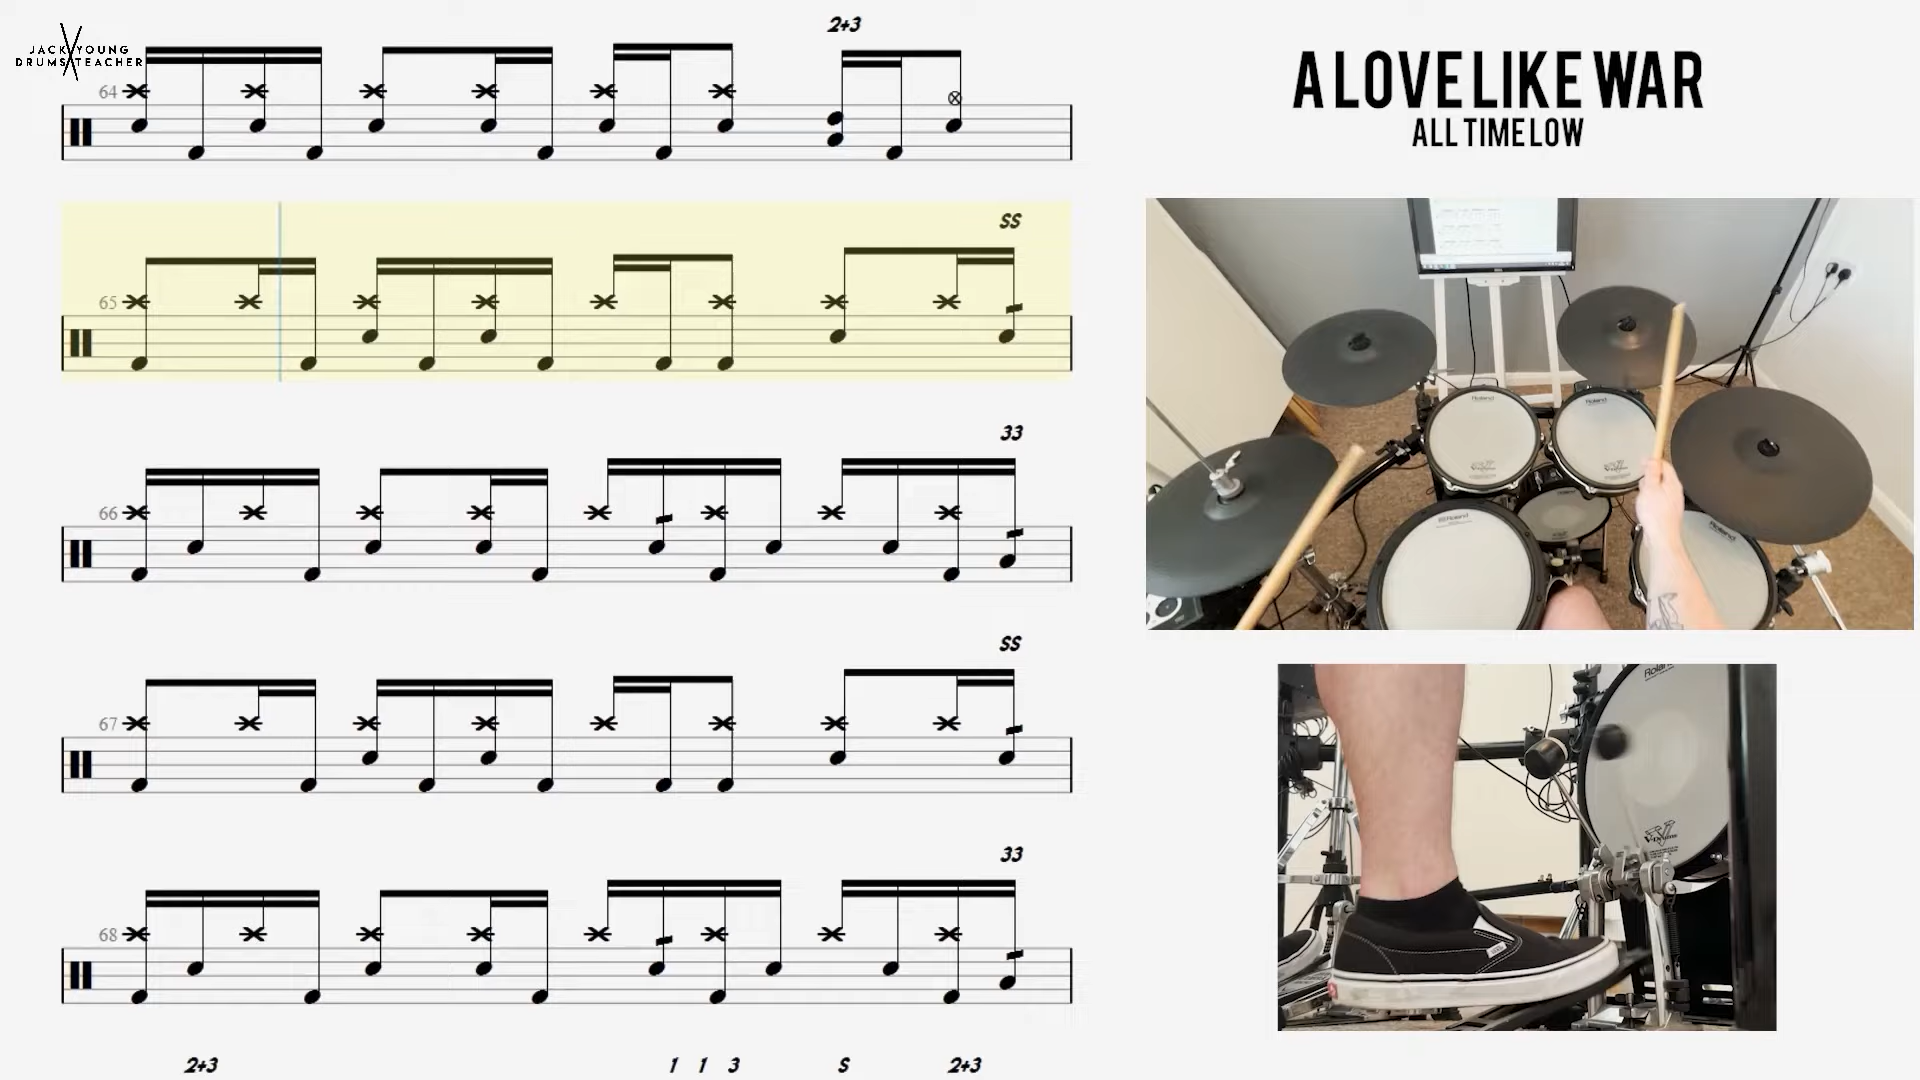 JACK YOUNG
DRUMS TEACHER
A LOVE LIKE WAR
ALL TIME LOW
2+3
64
SS
65
33
66
SS
67
33
68
2+3 1 1 3 S 2+3
Roland
Roland
Roland
Roland
V-Drums